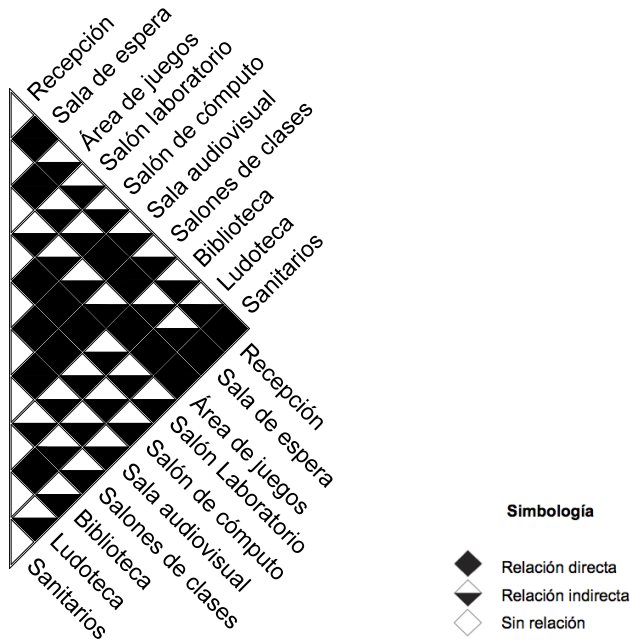 Recepción
Sala de espera
Área de juegos
Salón laboratorio
Salón de cómputo
Sala audiovisual
Salones de clases
Biblioteca
Ludoteca
Sanitarios
Recepción
Sala de espera
Área de juegos
Salón Laboratorio
Salón de cómputo
Sala audiovisual
Salones de clases
Biblioteca
Ludoteca
Sanitarios
Simbología
Relación directa
Relación indirecta
Sin relación